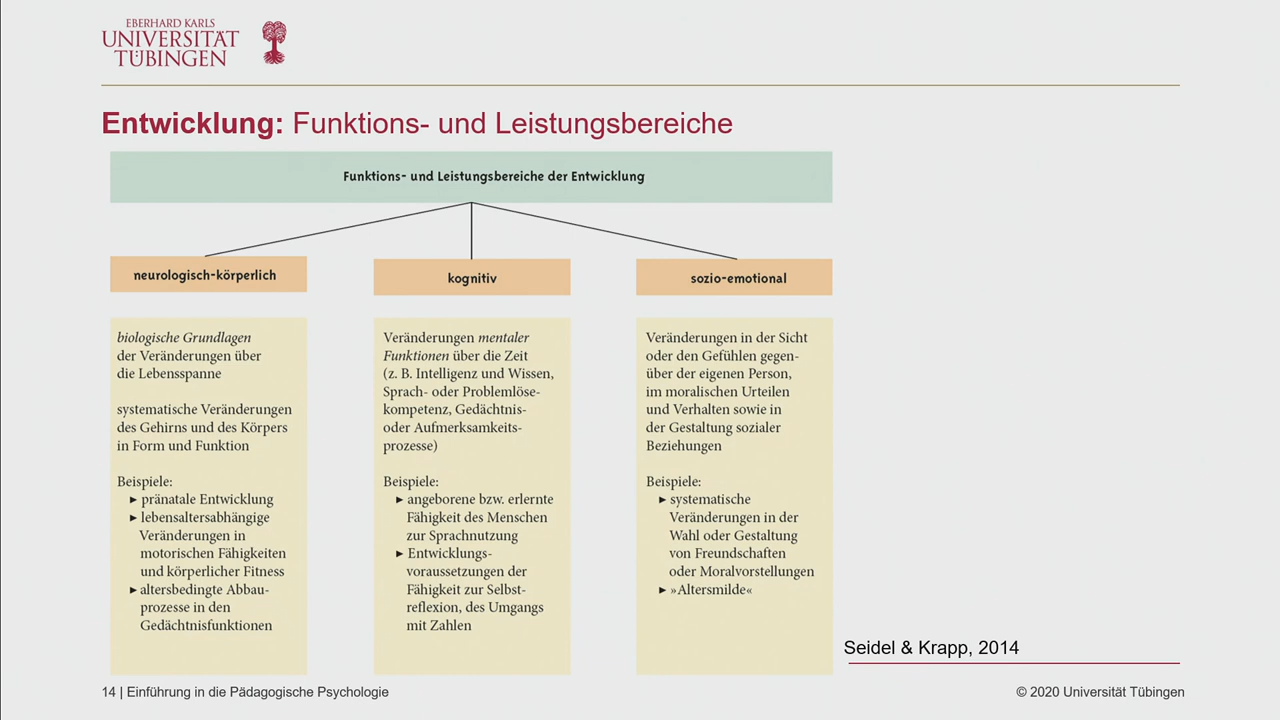 EBERHARD KARLS
UNIVERSITÄT
TÜBINGEN
Entwicklung: Funktions- und Leistungsbereiche
Funktions- und Leistungsbereiche der Entwicklung
neurologisch-körperlich
biologische Grundlagen
der Veränderungen über
die Lebensspanne
systematische Veränderungen
des Gehirns und des Körpers
in Form und Funktion
Beispiele:
► pränatale Entwicklung
► lebensaltersabhängige
Veränderungen in
motorischen Fähigkeiten
und körperlicher Fitness
► altersbedingte Abbau-
prozesse in den
Gedächtnisfunktionen
kognitiv
Veränderungen mentaler
Funktionen über die Zeit
(z. B. Intelligenz und Wissen,
Sprach- oder Problemlöse-
kompetenz, Gedächtnis-
oder Aufmerksamkeits-
prozesse)
Beispiele:
► angeborene bzw. erlernte
Fähigkeit des Menschen
zur Sprachnutzung
► Entwicklungs-
voraussetzungen der
Fähigkeit zur Selbst-
reflexion, des Umgangs
mit Zahlen
sozio-emotional
Veränderungen in der Sicht
oder den Gefühlen gegen-
über der eigenen Person,
im moralischen Urteilen
und Verhalten sowie in
der Gestaltung sozialer
Beziehungen
Beispiele:
► systematische
Veränderungen in der
Wahl oder Gestaltung
von Freundschaften
oder Moralvorstellungen
► »Altersmilde«
Seidel & Krapp, 2014
14 | Einführung in die Pädagogische Psychologie
© 2020 Universität Tübingen